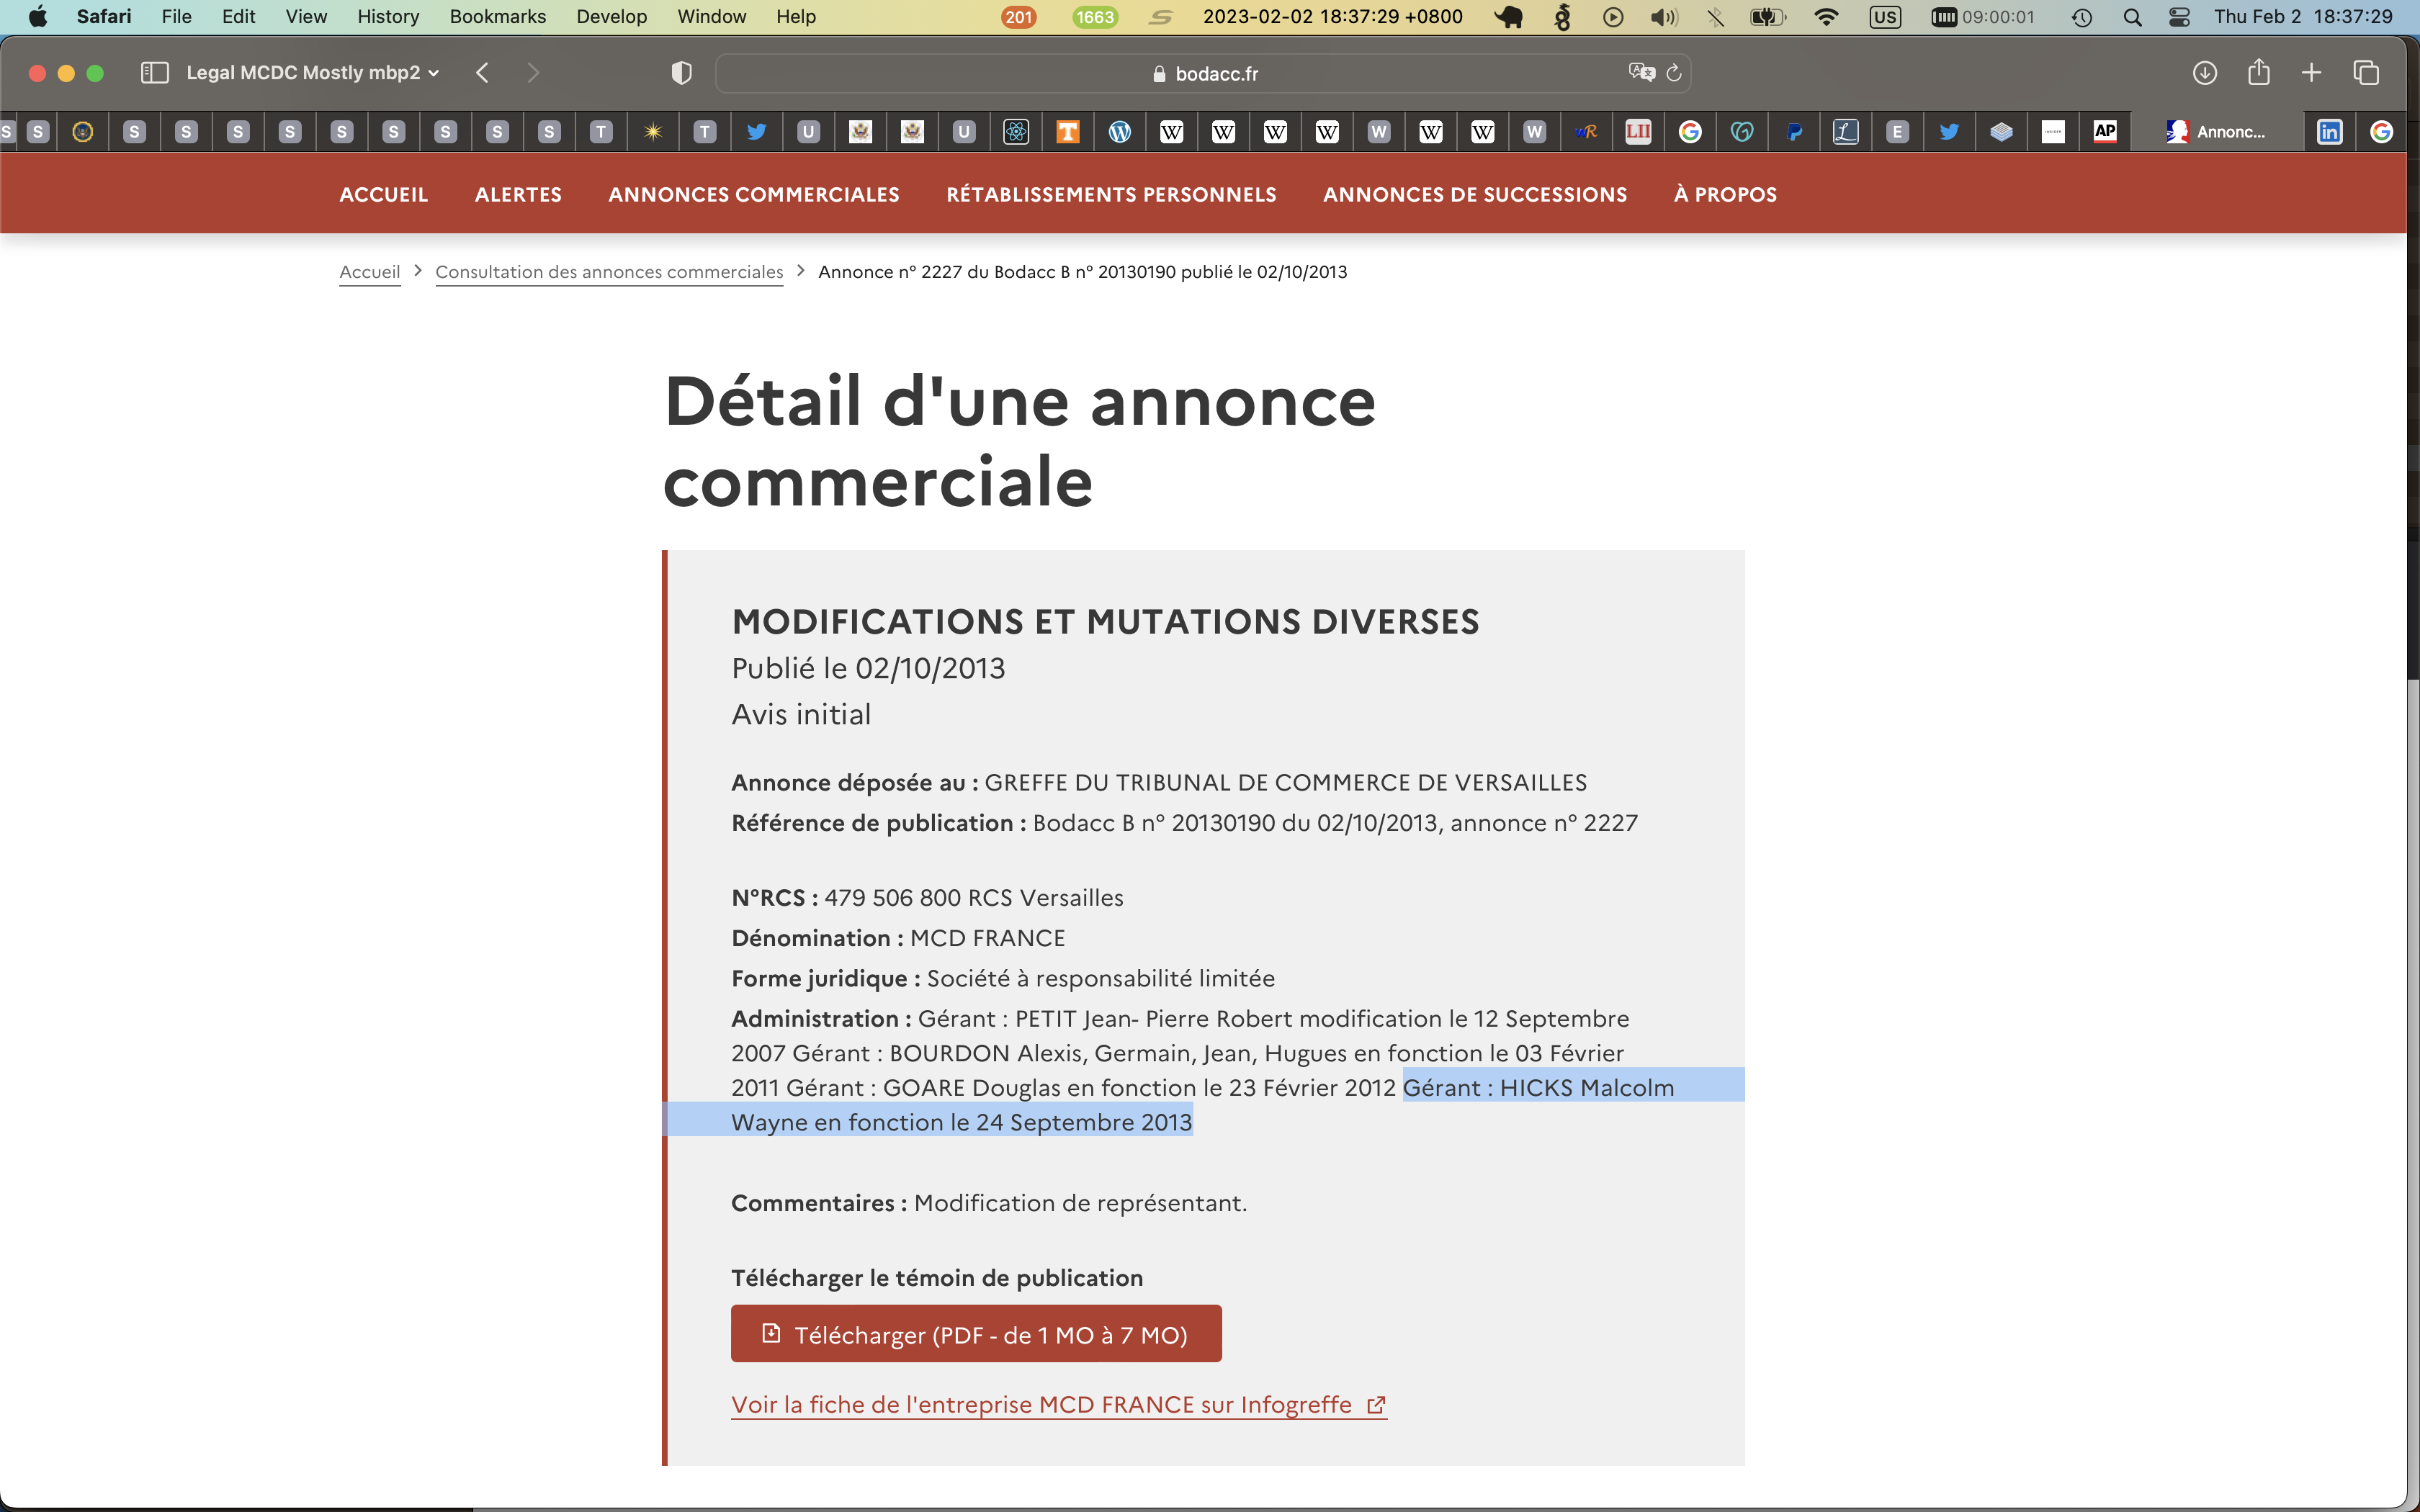 Safari File Edit View History Bookmarks Develop Window Help 201 1663 2023-02-02 18:37:29 +0800 US 09:00:01 Thu Feb 2 18:37:29
Legal MCDC Mostly mbp2 bodacc.fr
S S S S S S S S S S S T T U U T W W W W W W W W R LII G L E AP Annonc... in G
ACCUEIL ALERTES ANNONCES COMMERCIALES RÉTABLISSEMENTS PERSONNELS ANNONCES DE SUCCESSIONS À PROPOS
Accueil > Consultation des annonces commerciales > Annonce n° 2227 du Bodacc B n° 20130190 publié le 02/10/2013
Détail d'une annonce
commerciale
MODIFICATIONS ET MUTATIONS DIVERSES
Publié le 02/10/2013
Avis initial
Annonce déposée au : GREFFE DU TRIBUNAL DE COMMERCE DE VERSAILLES
Référence de publication : Bodacc B n° 20130190 du 02/10/2013, annonce n° 2227
N°RCS : 479 506 800 RCS Versailles
Dénomination : MCD FRANCE
Forme juridique : Société à responsabilité limitée
Administration : Gérant : PETIT Jean- Pierre Robert modification le 12 Septembre
2007 Gérant : BOURDON Alexis, Germain, Jean, Hugues en fonction le 03 Février
2011 Gérant : GOARE Douglas en fonction le 23 Février 2012 Gérant : HICKS Malcolm
Wayne en fonction le 24 Septembre 2013
Commentaires : Modification de représentant.
Télécharger le témoin de publication
Télécharger (PDF - de 1 MO à 7 MO)
Voir la fiche de l'entreprise MCD FRANCE sur Infogreffe